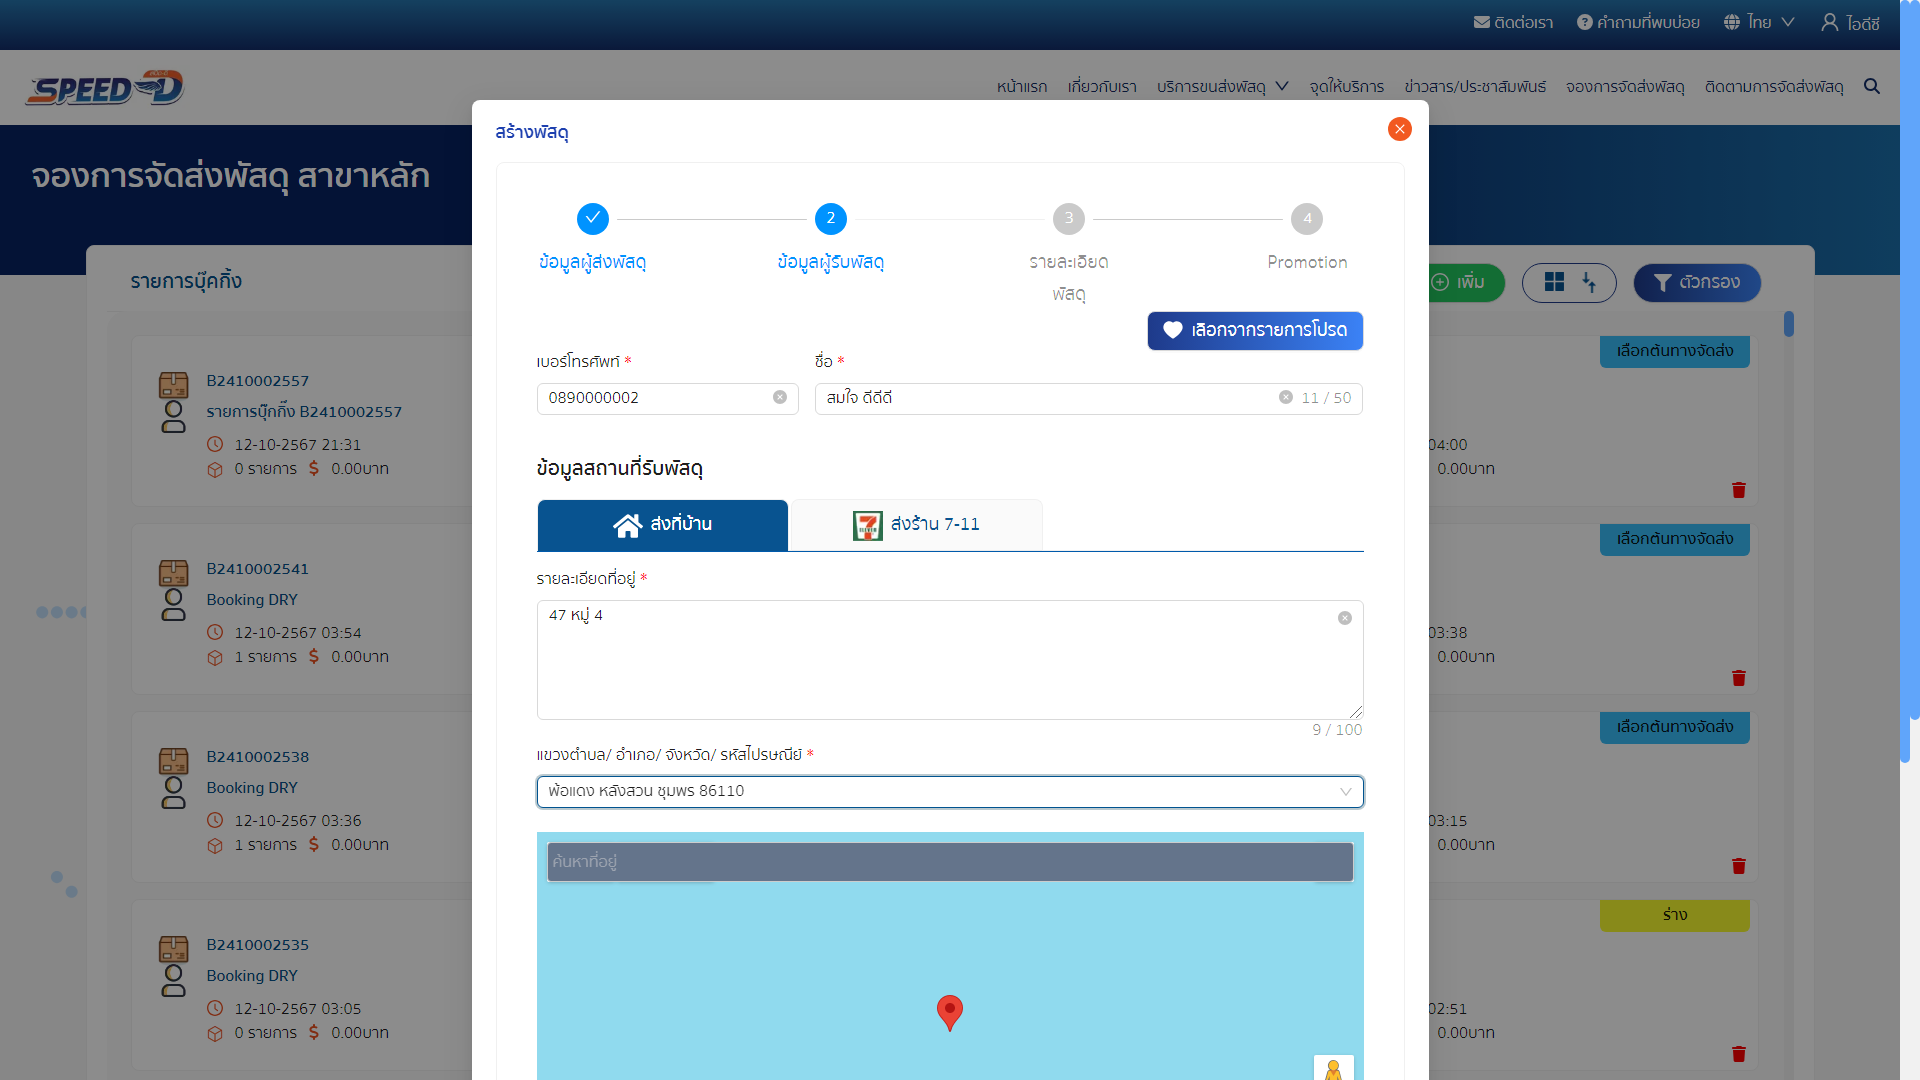 ติดต่อเรา คำถามที่พบบ่อย ไทย ไอดีซี
SPEED-D
หน้าแรก เกี่ยวกับเรา บริการขนส่งพัสดุ จุดให้บริการ ข่าวสาร/ประชาสัมพันธ์ จองการจัดส่งพัสดุ ติดตามการจัดส่งพัสดุ
จองการจัดส่งพัสดุ สาขาหลัก
รายการบุ๊คกิ้ง
เพิ่ม
ตัวกรอง
B2410002557
รายการบุ๊กกิ๊ง B2410002557
12-10-2567 21:31
0 รายการ $ 0.00บาท
B2410002541
Booking DRY
12-10-2567 03:54
1 รายการ $ 0.00บาท
B2410002538
Booking DRY
12-10-2567 03:36
1 รายการ $ 0.00บาท
B2410002535
Booking DRY
12-10-2567 03:05
0 รายการ $ 0.00บาท
สร้างพัสดุ
2 3 4
ข้อมูลผู้ส่งพัสดุ ข้อมูลผู้รับพัสดุ รายละเอียด Promotion
พัสดุ
เลือกจากรายการโปรด
เบอร์โทรศัพท์ * ชื่อ *
0890000002 สมใจ ดีดีดี 11 / 50
ข้อมูลสถานที่รับพัสดุ
ส่งที่บ้าน ส่งร้าน 7-11
รายละเอียดที่อยู่ *
47 หมู่ 4
9 / 100
แขวงตำบล/ อำเภอ/ จังหวัด/ รหัสไปรษณีย์ *
พ้อแดง หลังสวน ชุมพร 86110
ค้นหาที่อยู่
เลือกต้นทางจัดส่ง
04:00
0.00บาท
เลือกต้นทางจัดส่ง
03:38
0.00บาท
เลือกต้นทางจัดส่ง
03:15
0.00บาท
ร่าง
02:51
0.00บาท